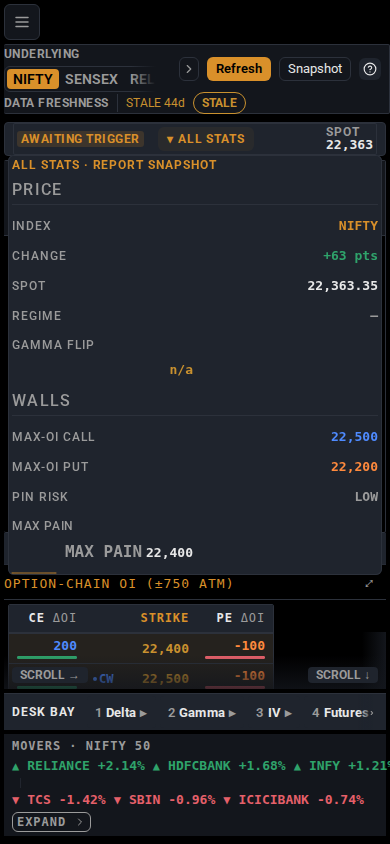 UNDERLYING
NIFTY SENSEX REL
Refresh Snapshot
DATA FRESHNESS STALE 44d STALE
AWAITING TRIGGER ▾ ALL STATS SPOT 22,363
ALL STATS · REPORT SNAPSHOT
PRICE
INDEX NIFTY
CHANGE +63 pts
SPOT 22,363.35
REGIME —
GAMMA FLIP
n/a
WALLS
MAX-OI CALL 22,500
MAX-OI PUT 22,200
PIN RISK LOW
MAX PAIN
MAX PAIN 22,400
OPTION-CHAIN OI (±750 ATM) ⤢
CE ΔOI STRIKE PE ΔOI
200 22,400 -100
SCROLL → •CW 22,500 -100 SCROLL ↓
DESK BAY 1 Delta ▸ 2 Gamma ▸ 3 IV ▸ 4 Futures ›
MOVERS · NIFTY 50
▲ RELIANCE +2.14% ▲ HDFCBANK +1.68% ▲ INFY +1.21%
▼ TCS -1.42% ▼ SBIN -0.96% ▼ ICICIBANK -0.74%
EXPAND ›